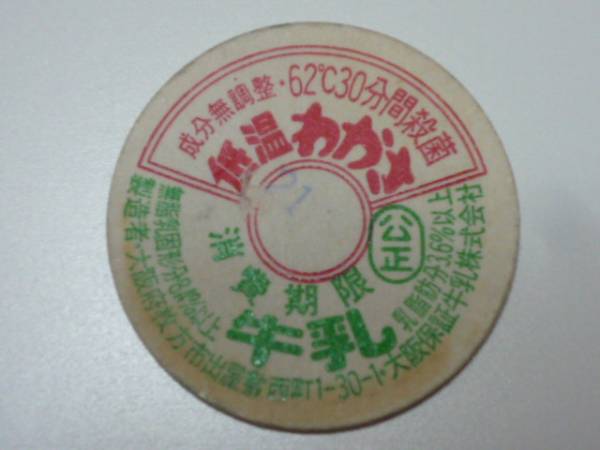 成分無調整・62℃30分間殺菌
低温わかさ
21
公正
消費期限
牛乳
無脂乳固形分8.4%以上
乳脂肪分3.6%以上
製造者・大阪府枚方市出屋敷西町1-30-1・大阪保証牛乳株式会社